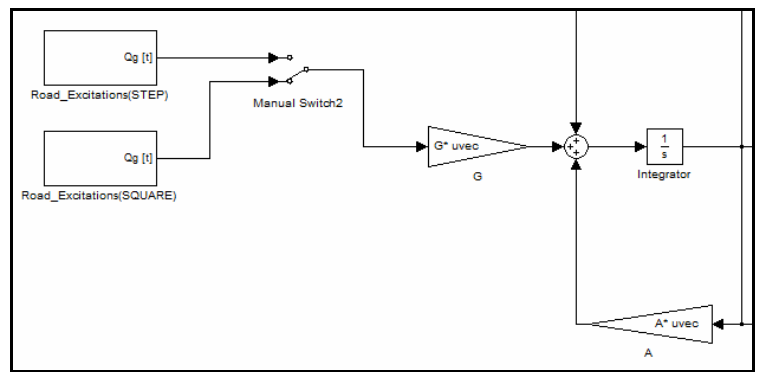 Qg [t]
Road_Excitations(STEP)
Manual Switch2
Qg [t]
Road_Excitations(SQUARE)
G* uvec
G
+
+
+
1
s
Integrator
A* uvec
A